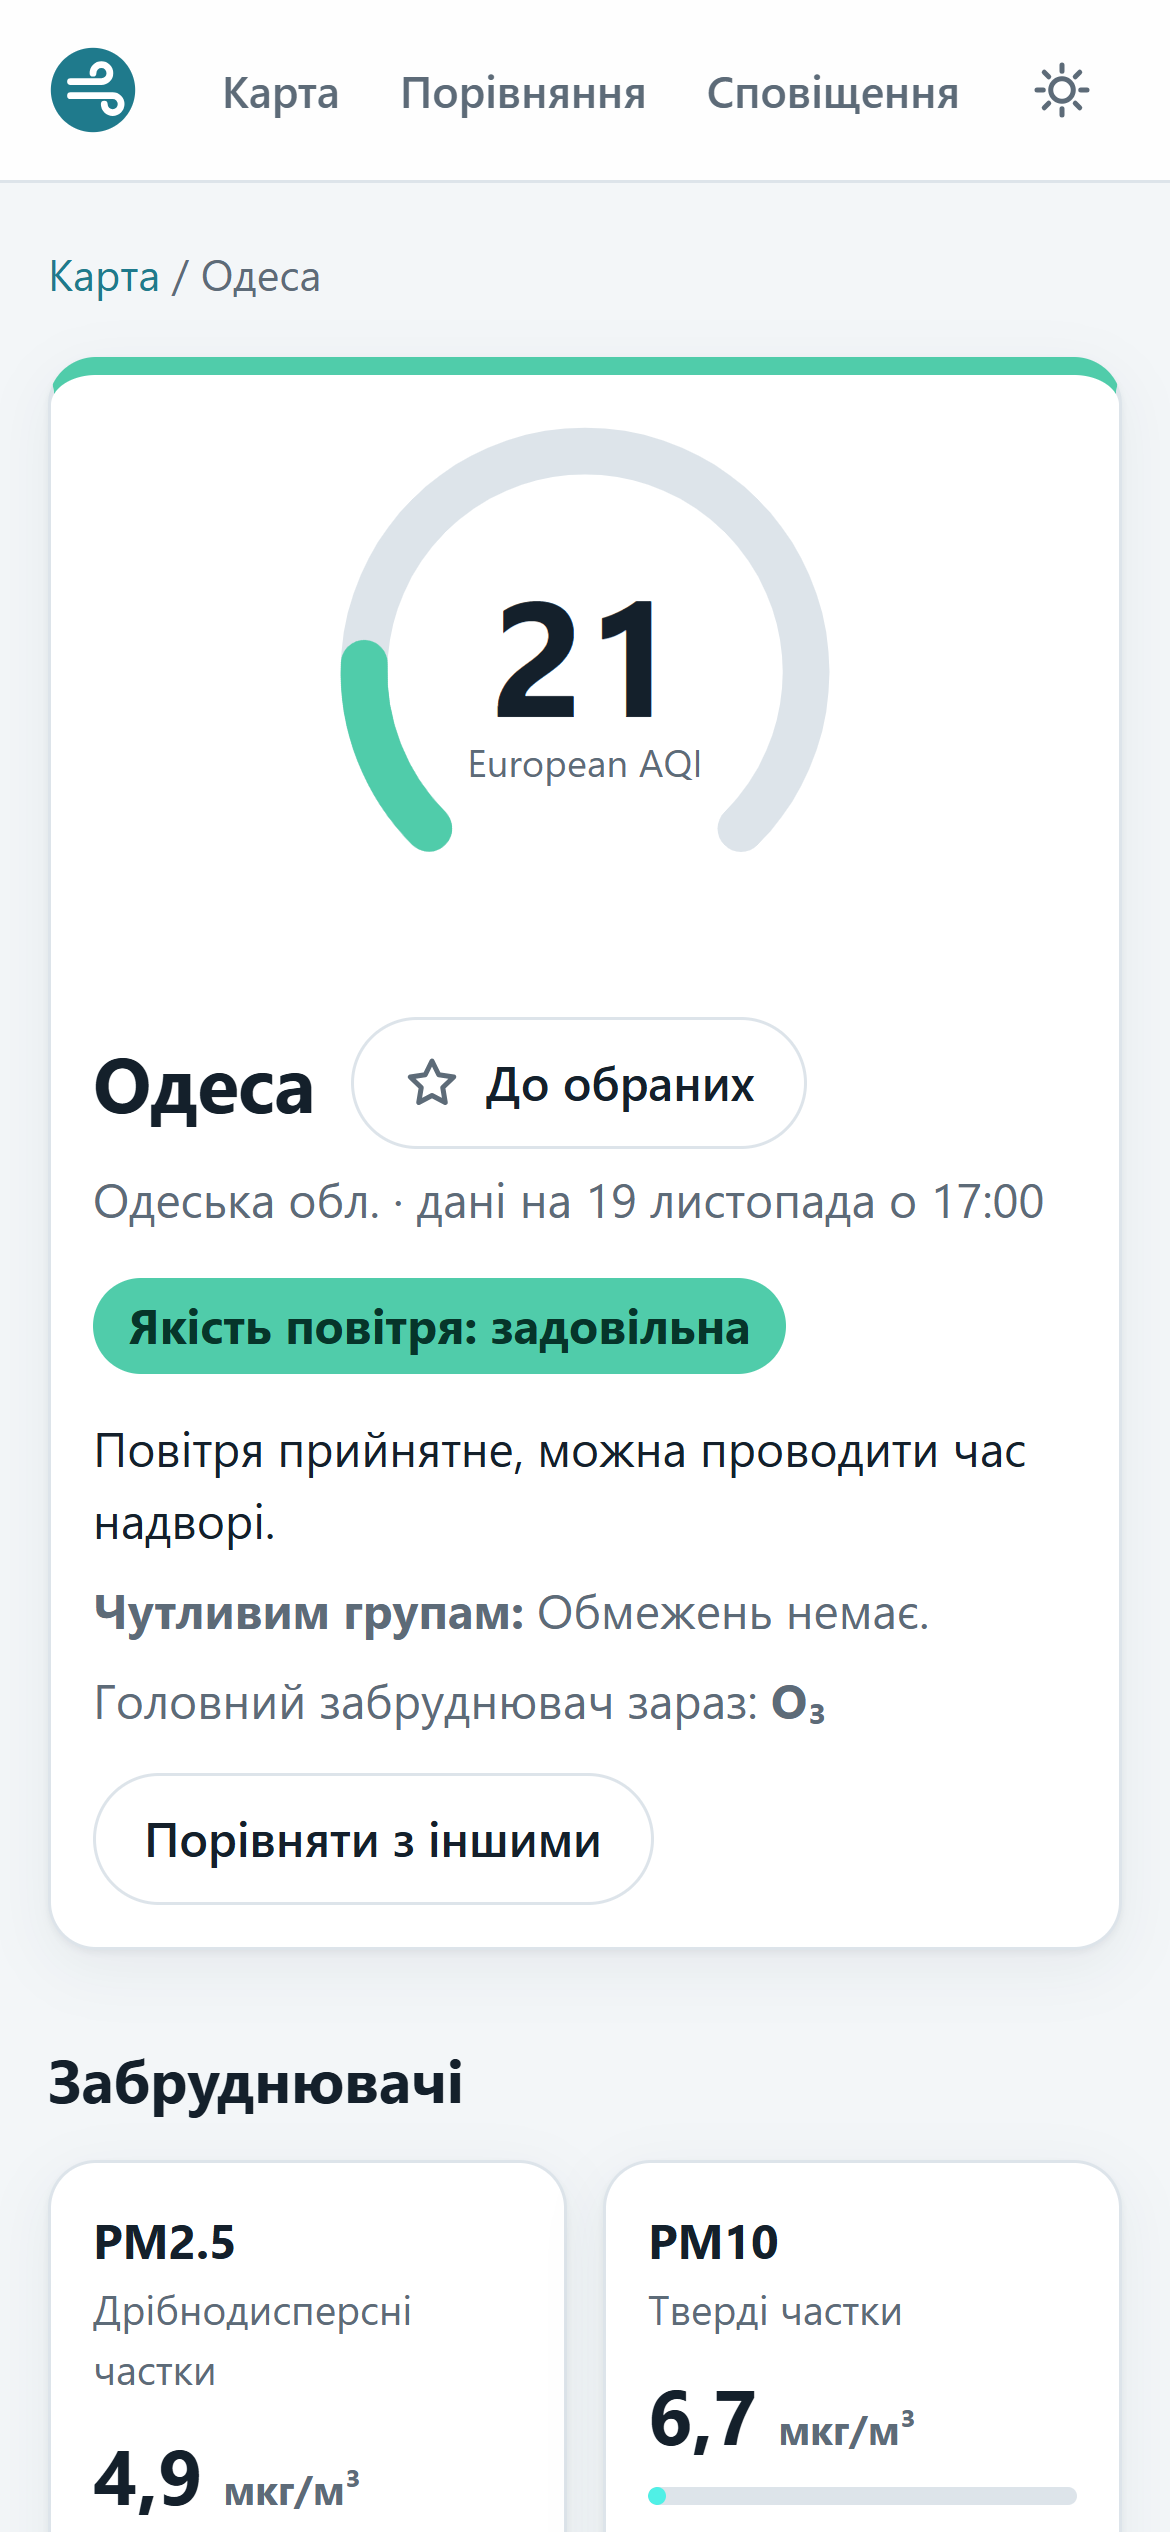 Карта Порівняння Сповіщення
Карта / Одеса
21
European AQI
Одеса
До обраних
Одеська обл. · дані на 19 листопада о 17:00
Якість повітря: задовільна
Повітря прийнятне, можна проводити час
надворі.
Чутливим групам: Обмежень немає.
Головний забруднювач зараз: O₃
Порівняти з іншими
Забруднювачі
PM2.5
Дрібнодисперсні
частки
4,9 мкг/м³
PM10
Тверді частки
6,7 мкг/м³